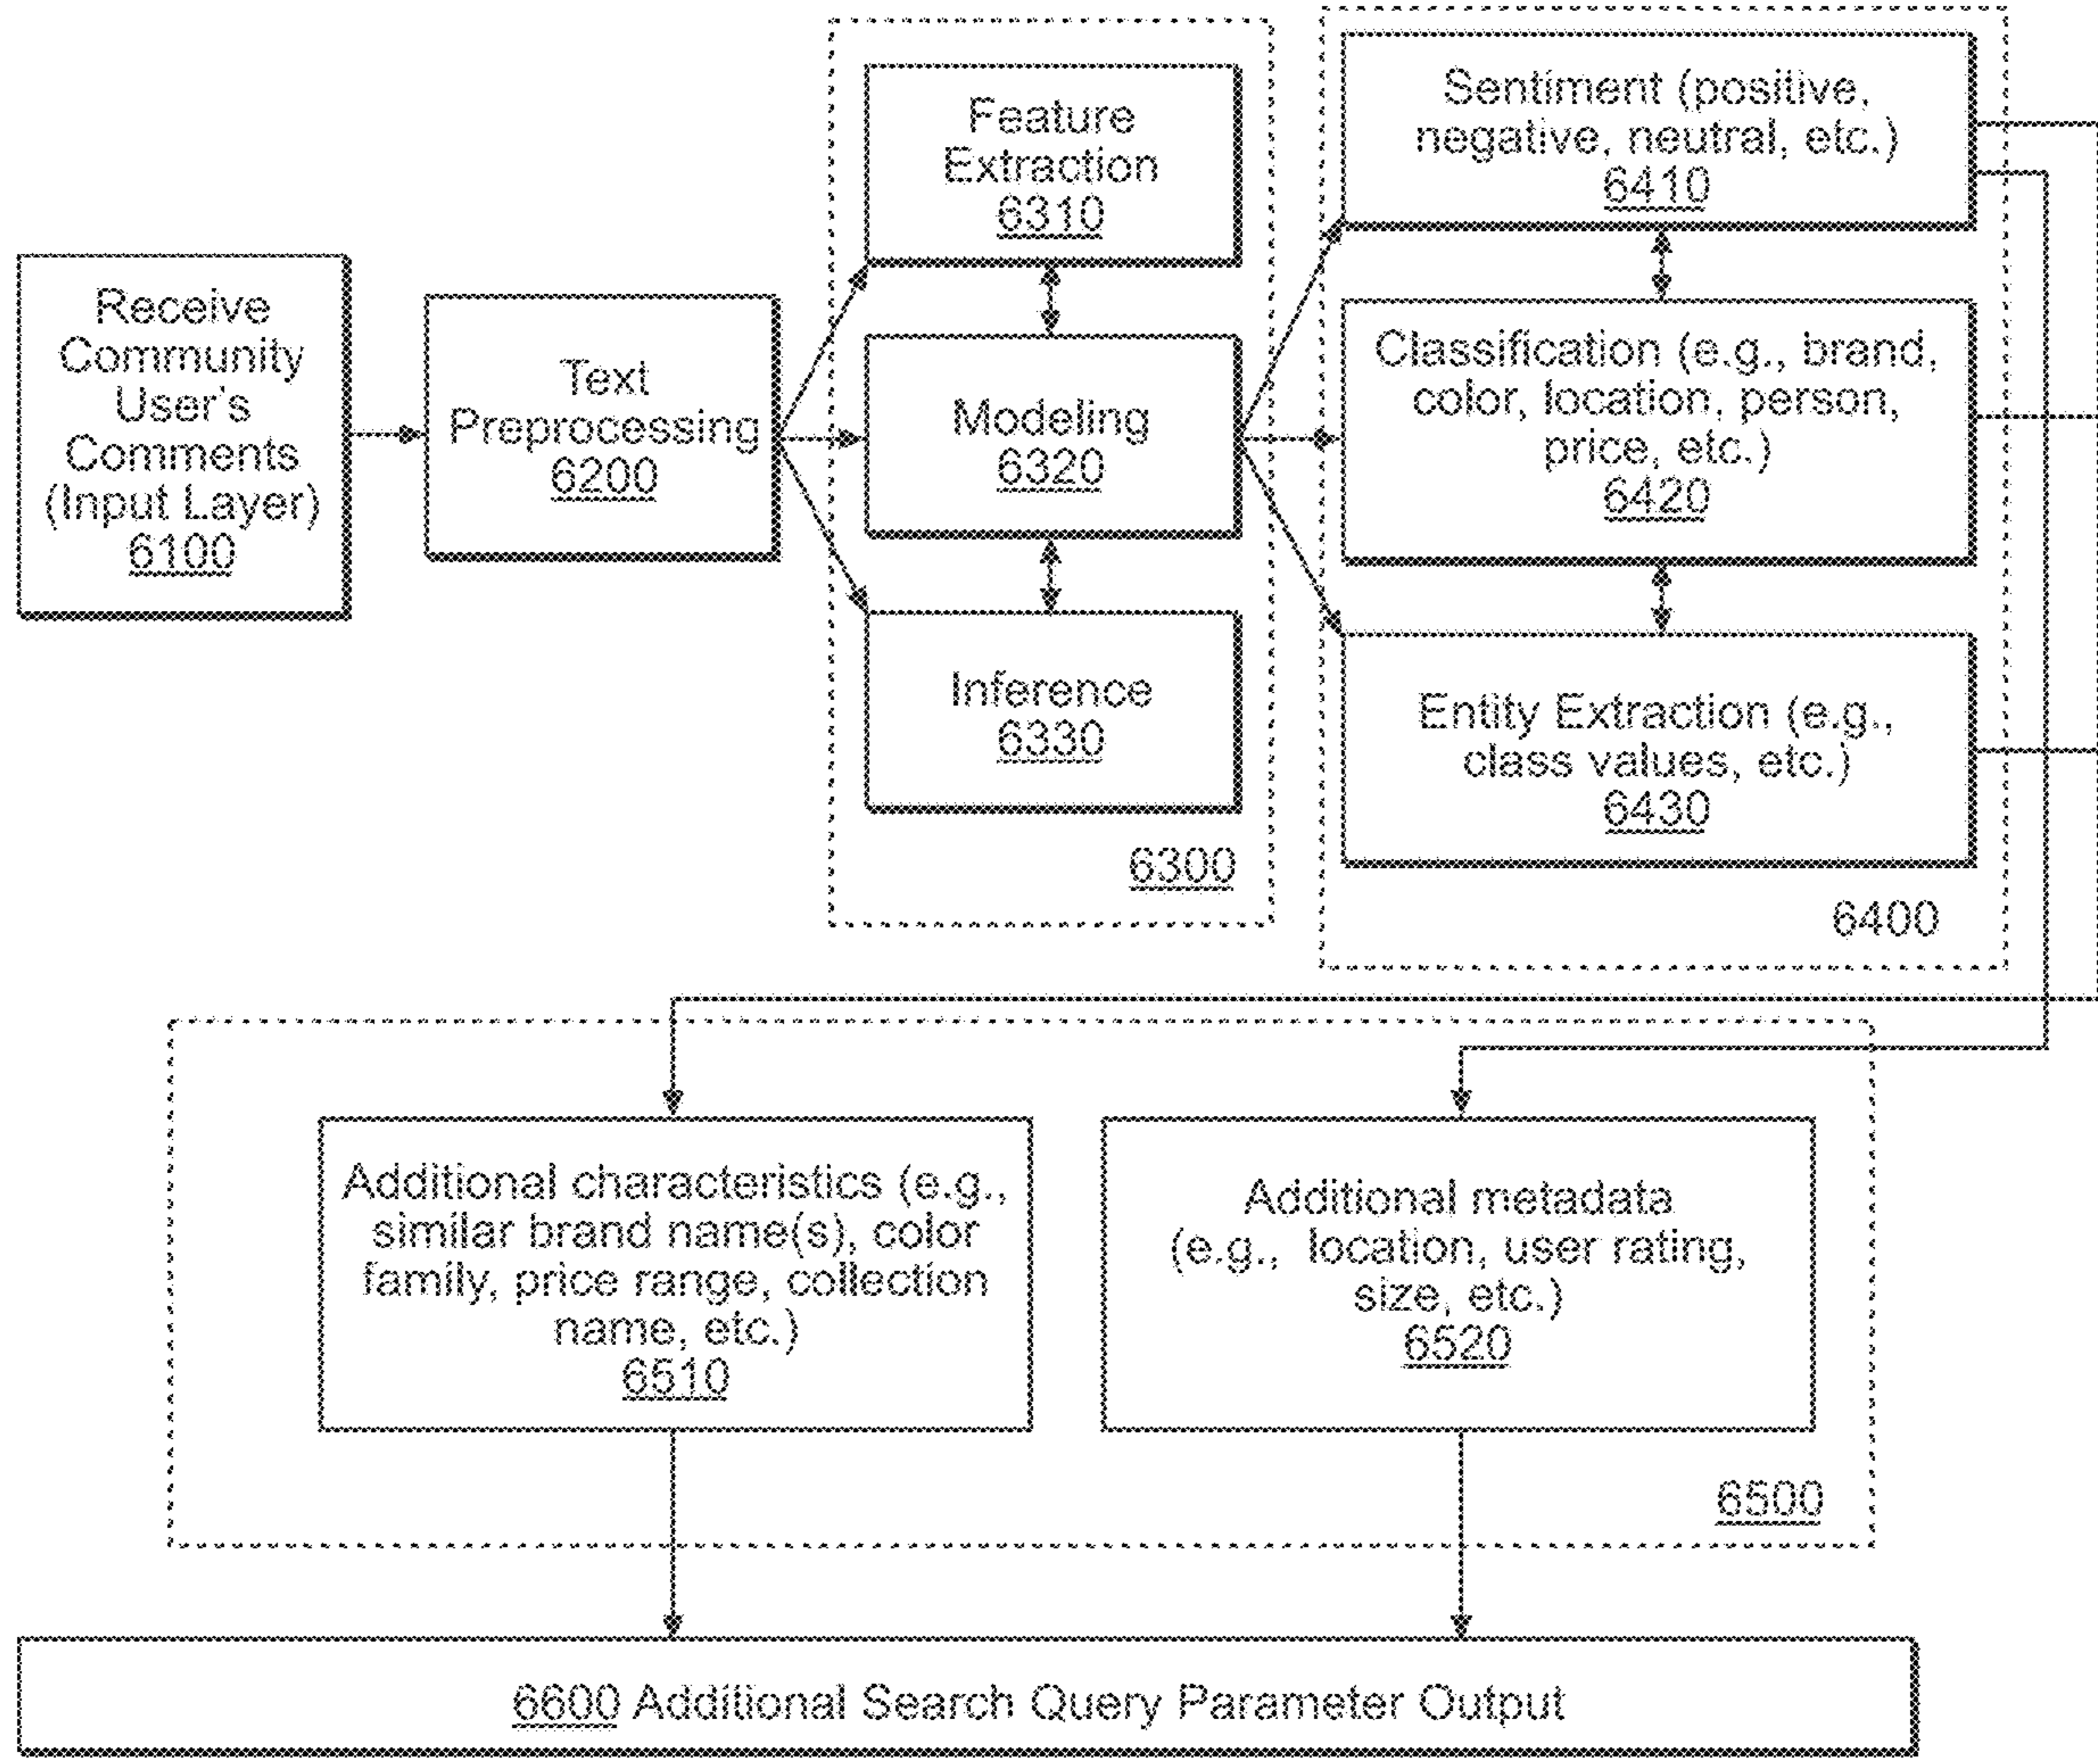 Receive
Community
User's
Comments
(Input Layer)
6100
Text
Preprocessing
6200
Feature
Extraction
6310
Modeling
6320
Inference
6330
6300
Sentiment (positive,
negative, neutral, etc.)
6410
Classification (e.g., brand,
color, location, person,
price, etc.)
6420
Entity Extraction (e.g.,
class values, etc.)
6430
6400
Additional characteristics (e.g.,
similar brand name(s), color
family, price range, collection
name, etc.)
6510
Additional metadata
(e.g., location, user rating,
size, etc.)
6520
6500
6600 Additional Search Query Parameter Output